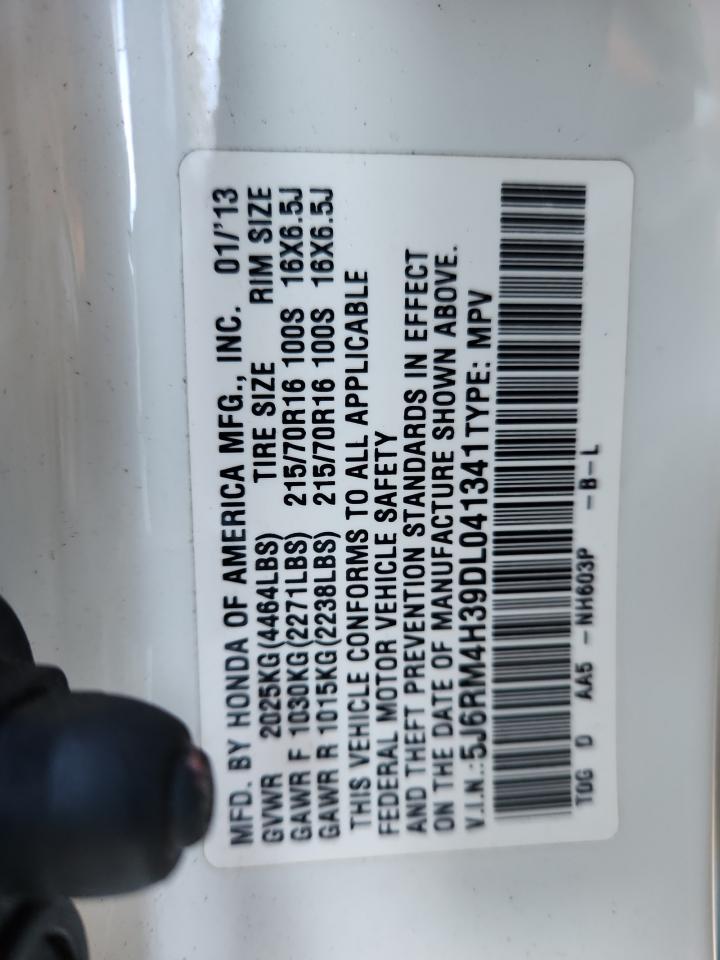 MFD. BY HONDA OF AMERICA MFG., INC. 01/'13
GVWR 2025KG(4464LBS) TIRE SIZE RIM SIZE
GAWR F 1030KG(2271LBS) 215/70R16 100S 16X6.5J
GAWR R 1015KG(2238LBS) 215/70R16 100S 16X6.5J
THIS VEHICLE CONFORMS TO ALL APPLICABLE
FEDERAL MOTOR VEHICLE SAFETY
AND THEFT PREVENTION STANDARDS IN EFFECT
ON THE DATE OF MANUFACTURE SHOWN ABOVE.
V.I.N.:5J6RM4H39DL041341 TYPE: MPV
TOG D AA5 -NH603P -B-L